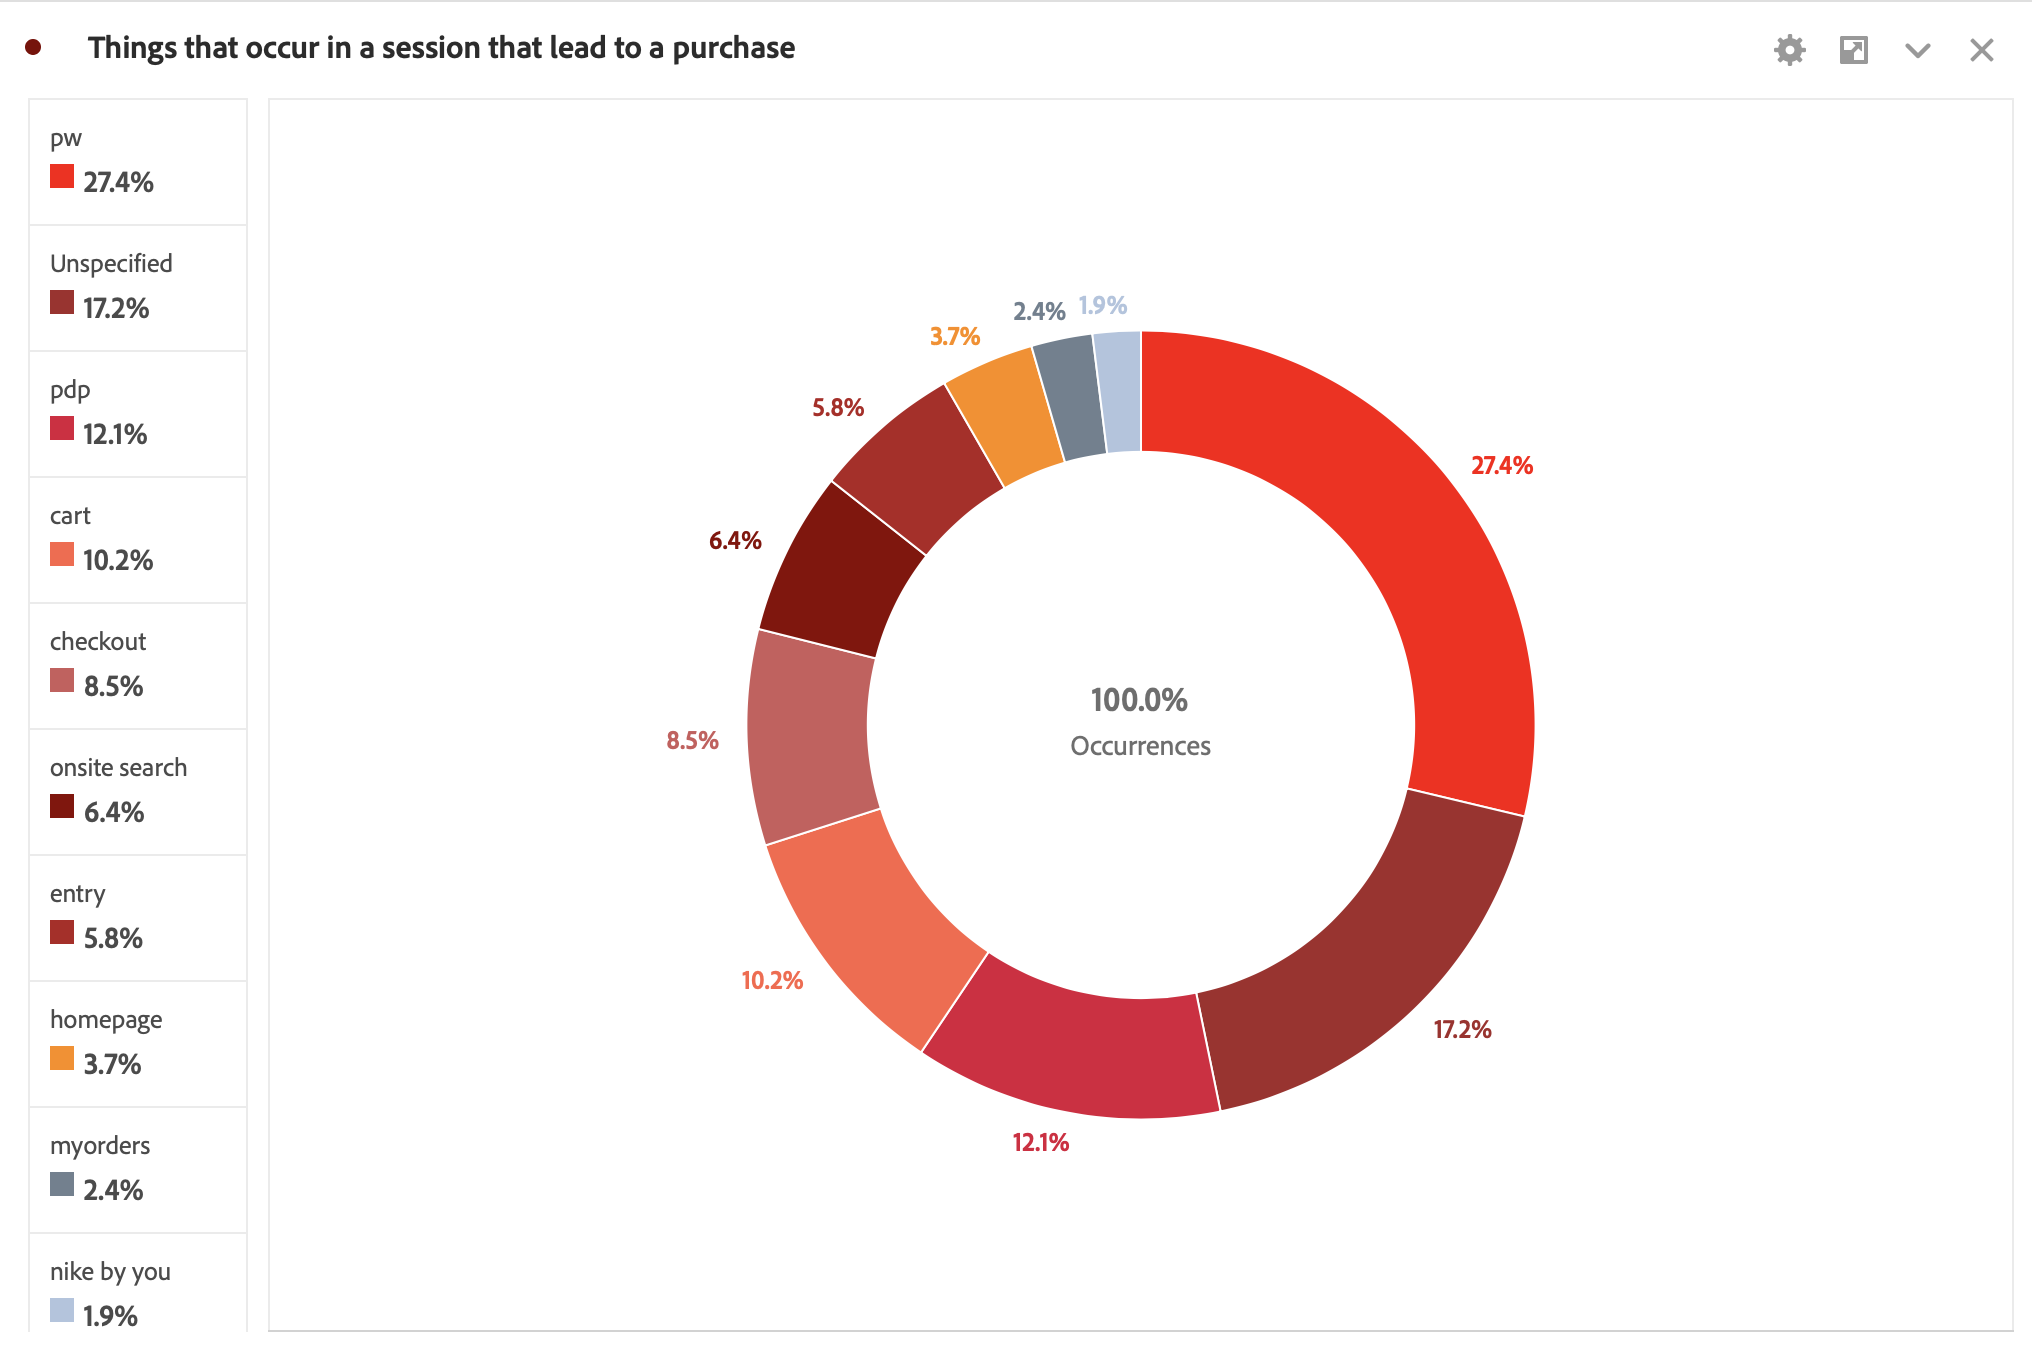 Things that occur in a session that lead to a purchase
pw
27.4%
Unspecified
17.2%
pdp
12.1%
cart
10.2%
checkout
8.5%
onsite search
6.4%
entry
5.8%
homepage
3.7%
myorders
2.4%
nike by you
1.9%
2.4% 1.9%
3.7%
5.8%
27.4%
6.4%
100.0%
Occurrences
8.5%
10.2%
17.2%
12.1%